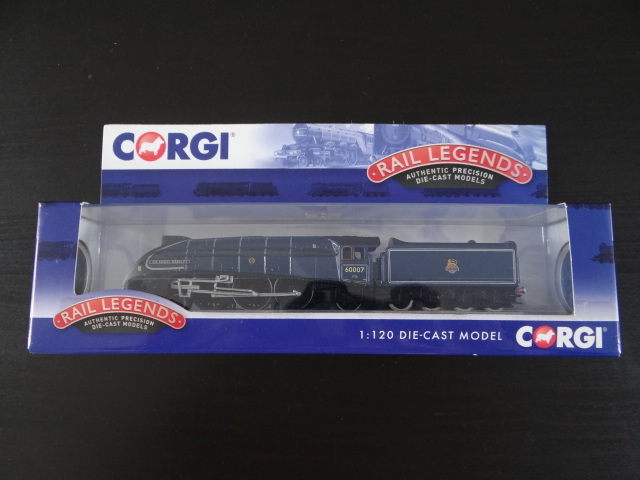 CORGI®
RAIL LEGENDS
AUTHENTIC PRECISION
DIE-CAST MODELS
60007
RAIL LEGENDS
AUTHENTIC PRECISION
DIE-CAST MODELS
1:120 DIE-CAST MODEL
CORGI®